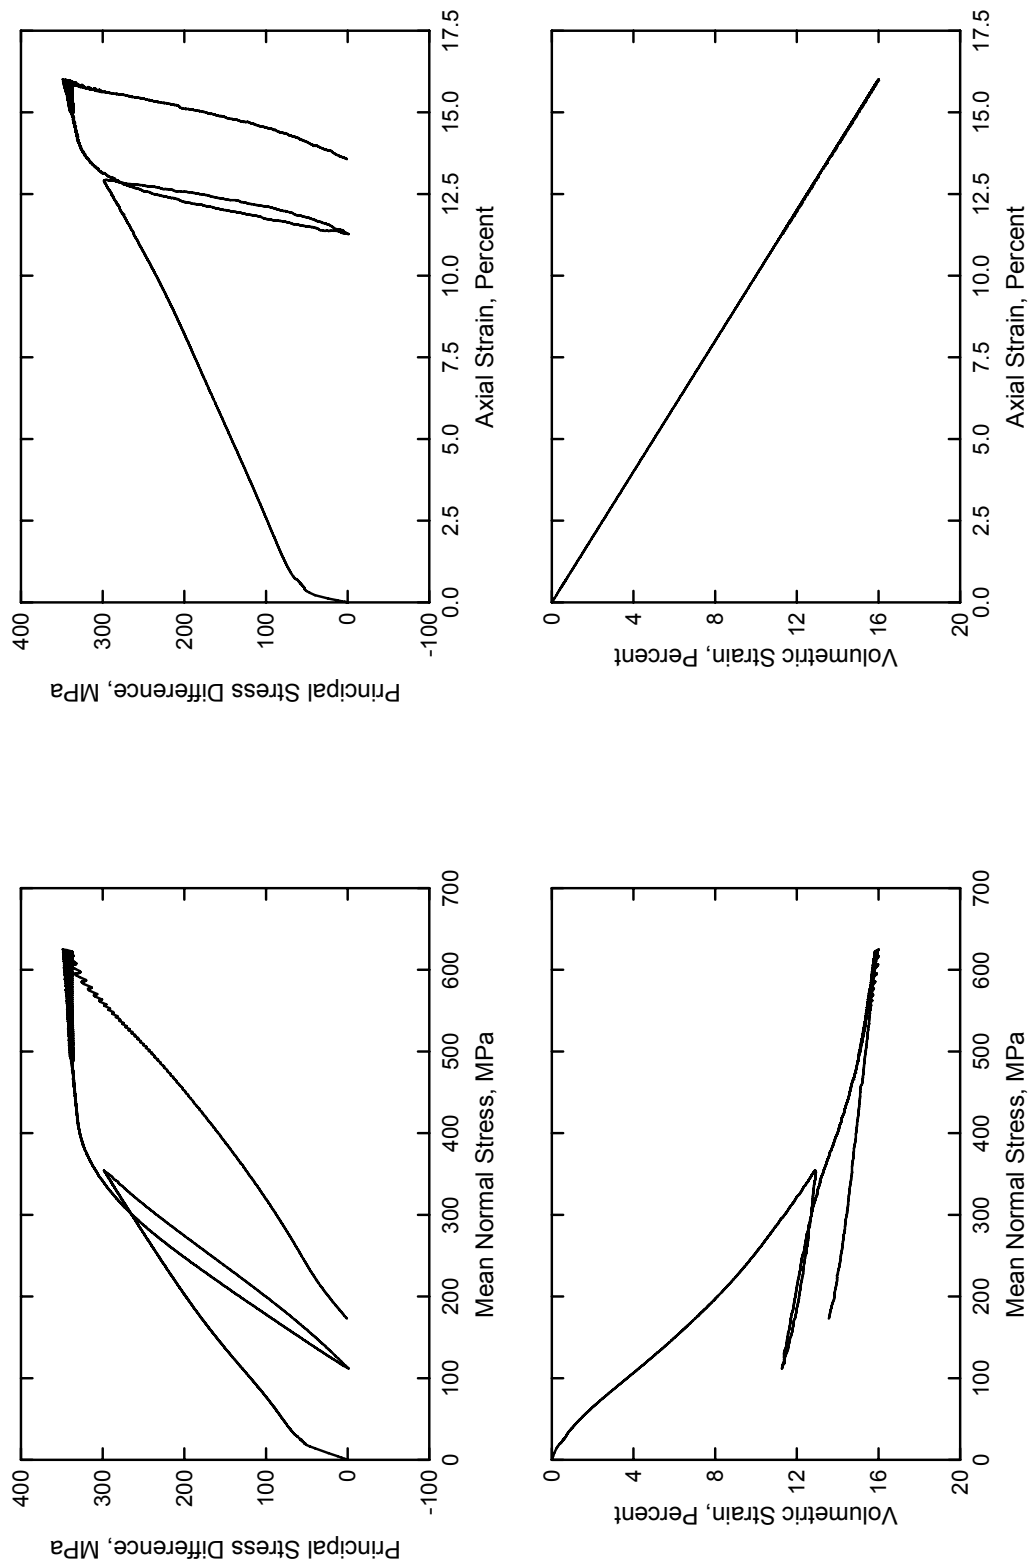 Principal Stress Difference, MPa
400
300
200
100
0
-100
0 100 200 300 400 500 600 700
Mean Normal Stress, MPa
Principal Stress Difference, MPa
400
300
200
100
0
-100
0.0 2.5 5.0 7.5 10.0 12.5 15.0 17.5
Axial Strain, Percent
Volumetric Strain, Percent
0
4
8
12
16
20
0 100 200 300 400 500 600 700
Mean Normal Stress, MPa
Volumetric Strain, Percent
0
4
8
12
16
20
0.0 2.5 5.0 7.5 10.0 12.5 15.0 17.5
Axial Strain, Percent